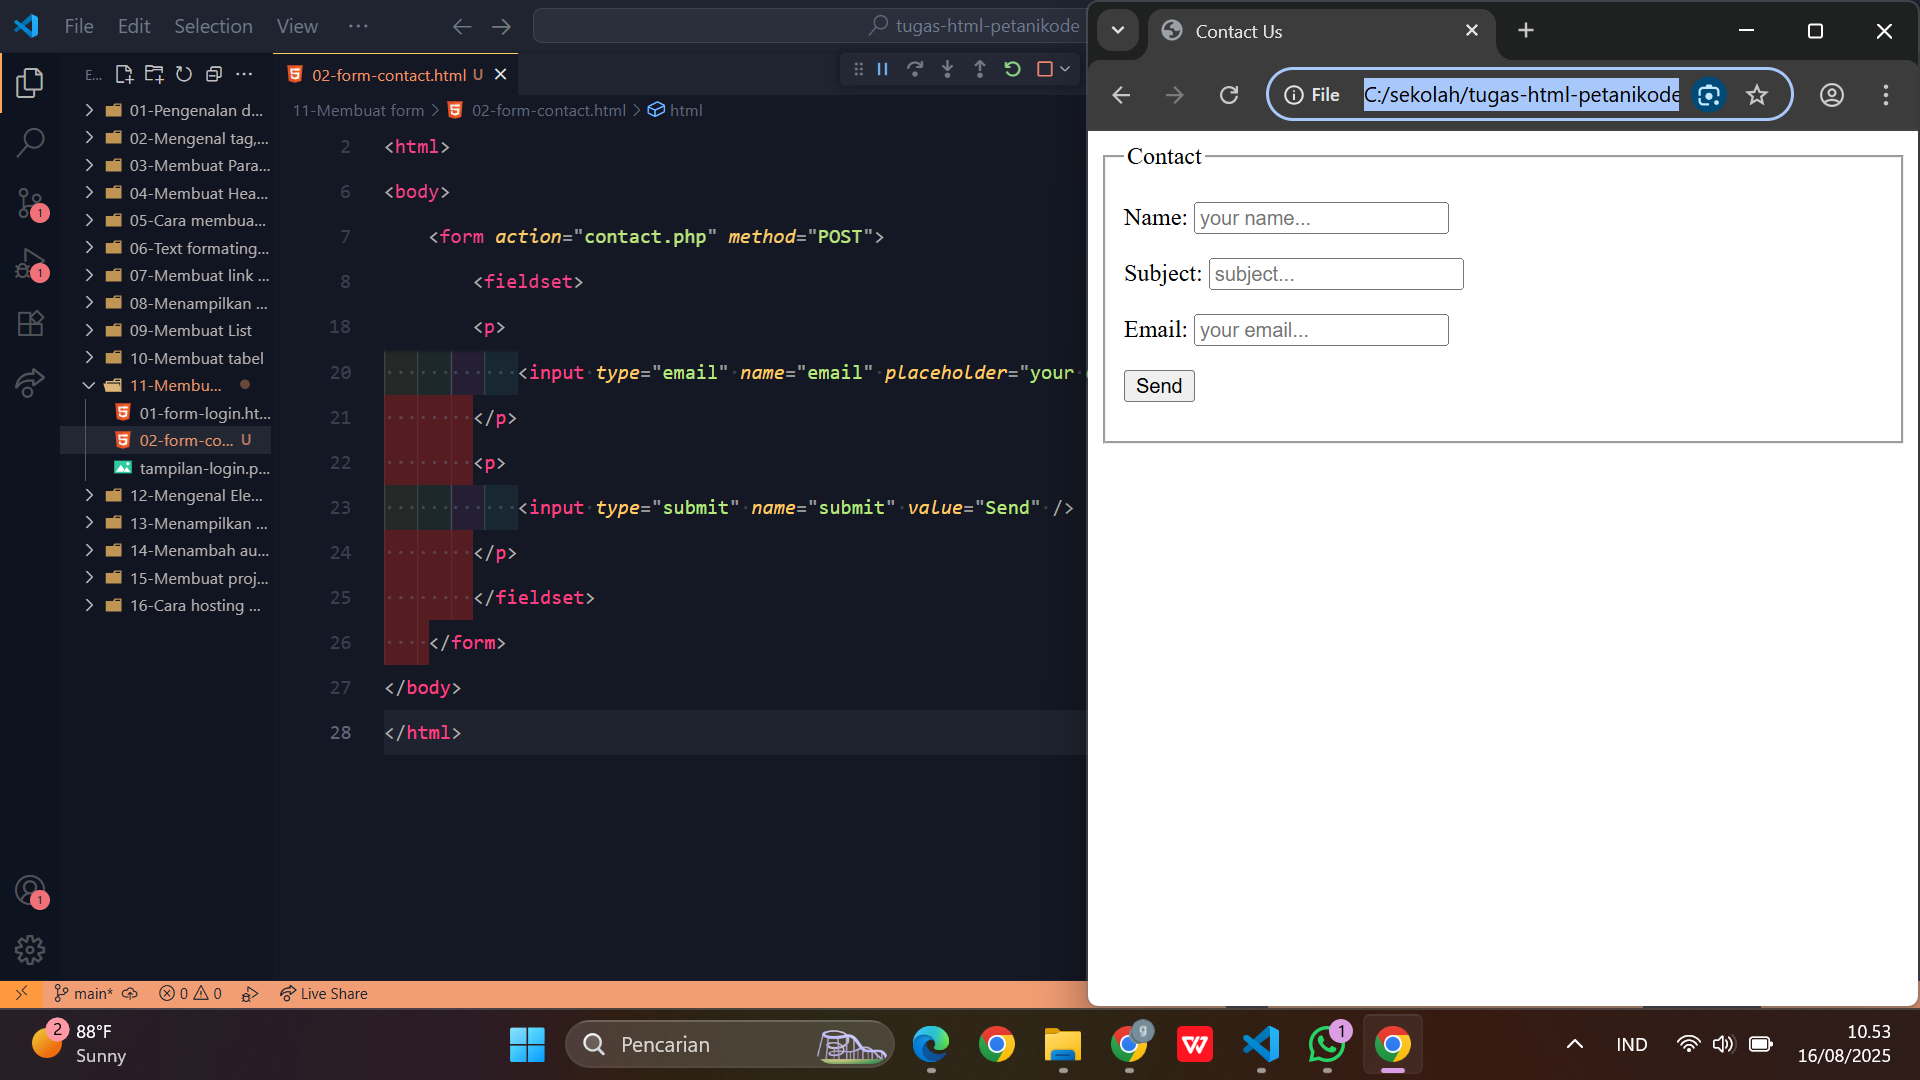 File Edit Selection View ···
tugas-html-petanikode
E...
02-form-contact.html U
11-Membuat form > 02-form-contact.html > html
01-Pengenalan d...
02-Mengenal tag,...
03-Membuat Para...
04-Membuat Hea...
05-Cara membua...
06-Text formating...
07-Membuat link ...
08-Menampilkan ...
09-Membuat List
10-Membuat tabel
11-Membu...
01-form-login.ht...
02-form-co... U
tampilan-login.p...
12-Mengenal Ele...
13-Menampilkan ...
14-Menambah au...
15-Membuat proj...
16-Cara hosting ...
1
1
1
2 <html>
6 <body>
7 <form action="contact.php" method="POST">
8 <fieldset>
18 <p>
20 <input type="email" name="email" placeholder="your
21 </p>
22 <p>
23 <input type="submit" name="submit" value="Send" />
24 </p>
25 </fieldset>
26 </form>
27 </body>
28 </html>
main* 0 0 Live Share
Contact Us
File C:/sekolah/tugas-html-petanikode
Contact
Name: your name...
Subject: subject...
Email: your email...
Send
2
88°F
Sunny
Pencarian
g
1
IND
10.53
16/08/2025